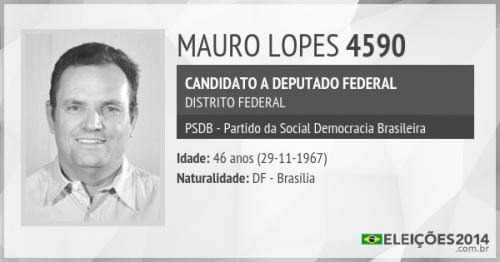 MAURO LOPES 4590
CANDIDATO A DEPUTADO FEDERAL
DISTRITO FEDERAL
PSDB - Partido da Social Democracia Brasileira
Idade: 46 anos (29-11-1967)
Naturalidade: DF - Brasília
ELEIÇÕES2014
.com.br